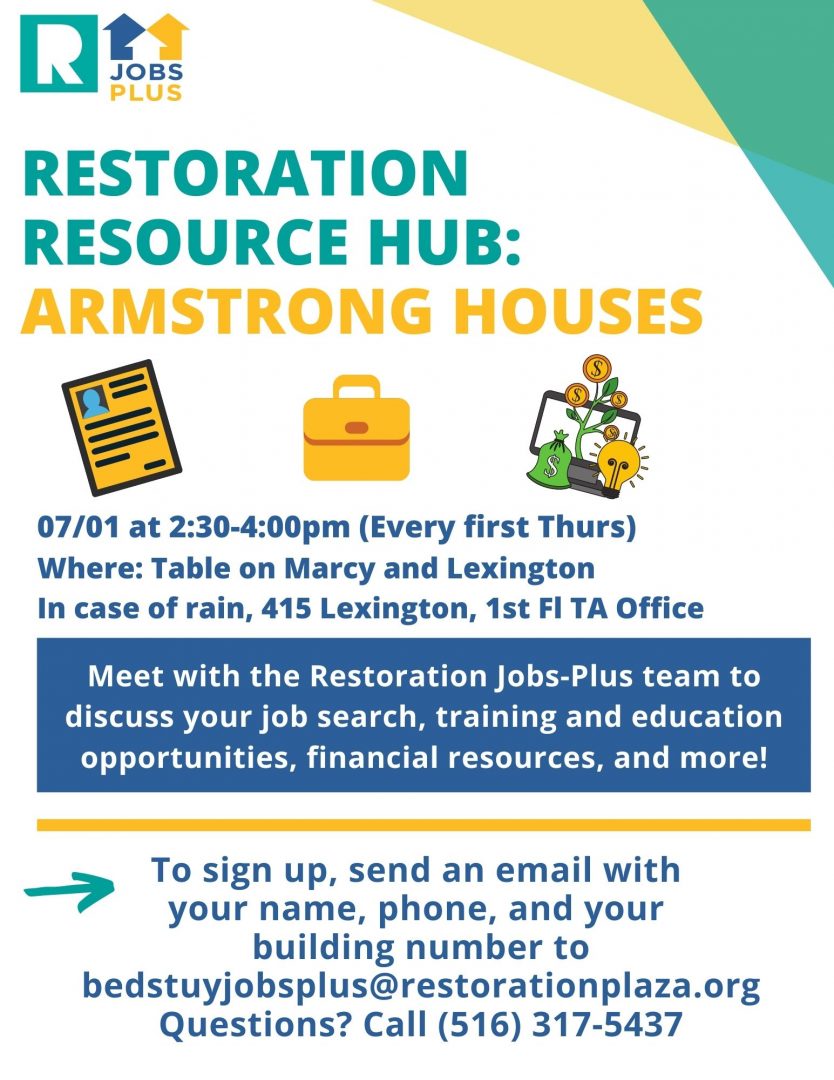 R
JOBS
PLUS
RESTORATION
RESOURCE HUB:
ARMSTRONG HOUSES
$
$
$
$
$
07/01 at 2:30-4:00pm (Every first Thurs)
Where: Table on Marcy and Lexington
In case of rain, 415 Lexington, 1st Fl TA Office
Meet with the Restoration Jobs-Plus team to
discuss your job search, training and education
opportunities, financial resources, and more!
To sign up, send an email with
your name, phone, and your
building number to
bedstuyjobsplus@restorationplaza.org
Questions? Call (516) 317-5437